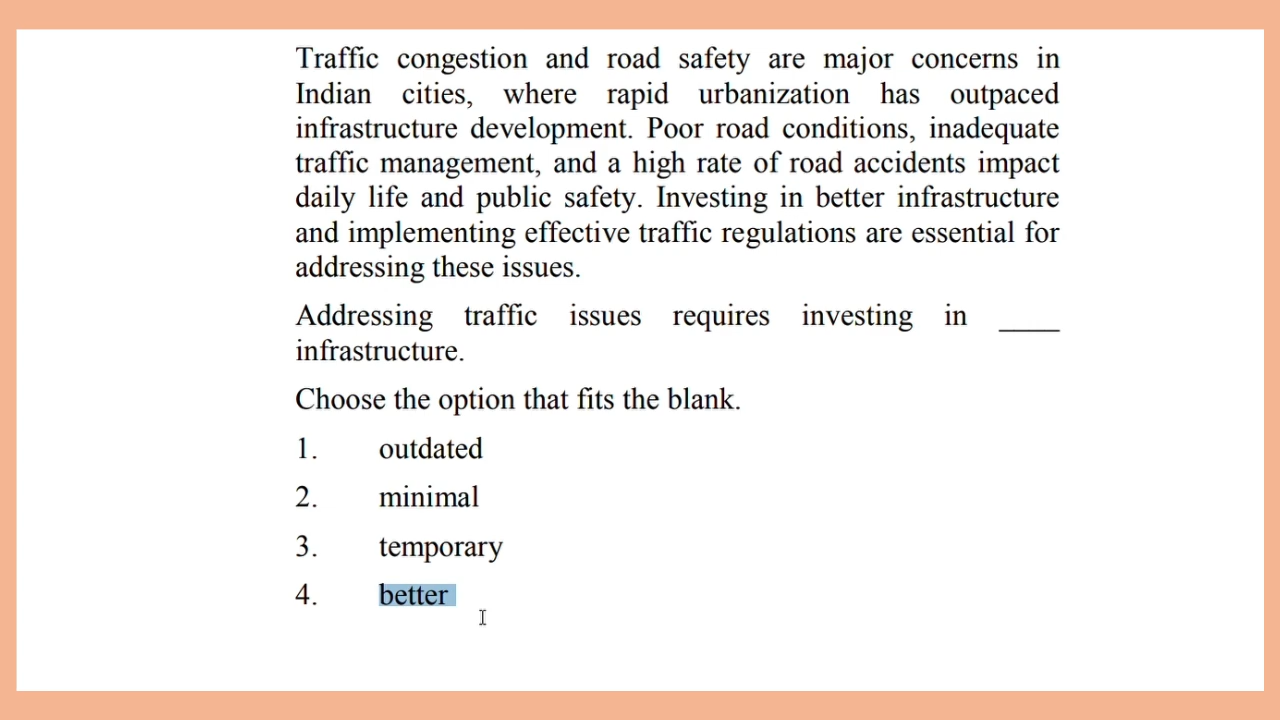 Traffic congestion and road safety are major concerns in
Indian cities, where rapid urbanization has outpaced
infrastructure development. Poor road conditions, inadequate
traffic management, and a high rate of road accidents impact
daily life and public safety. Investing in better infrastructure
and implementing effective traffic regulations are essential for
addressing these issues.
Addressing traffic issues requires investing in ____
infrastructure.
Choose the option that fits the blank.
1. outdated
2. minimal
3. temporary
4. better